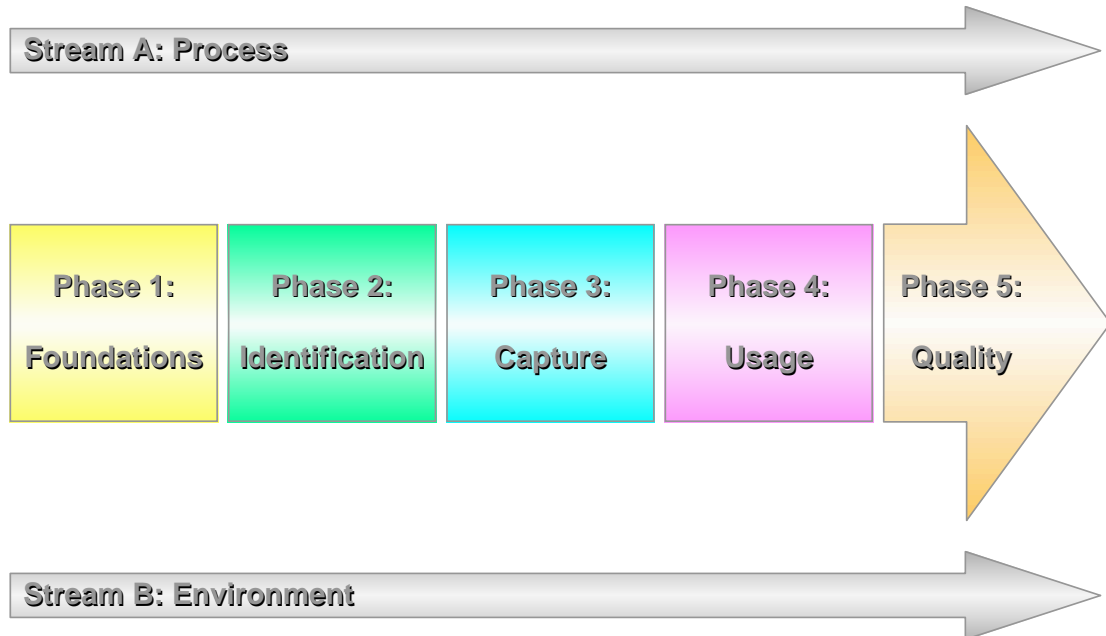 Stream A: Process
Phase 1:
Foundations
Phase 2:
Identification
Phase 3:
Capture
Phase 4:
Usage
Phase 5:
Quality
Stream B: Environment